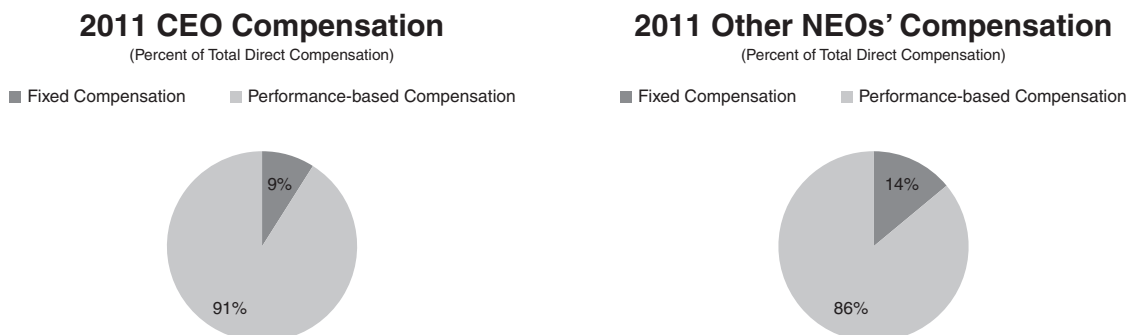 2011 CEO Compensation
(Percent of Total Direct Compensation)
Fixed Compensation
Performance-based Compensation
9%
91%
2011 Other NEOs’ Compensation
(Percent of Total Direct Compensation)
Fixed Compensation
Performance-based Compensation
14%
86%